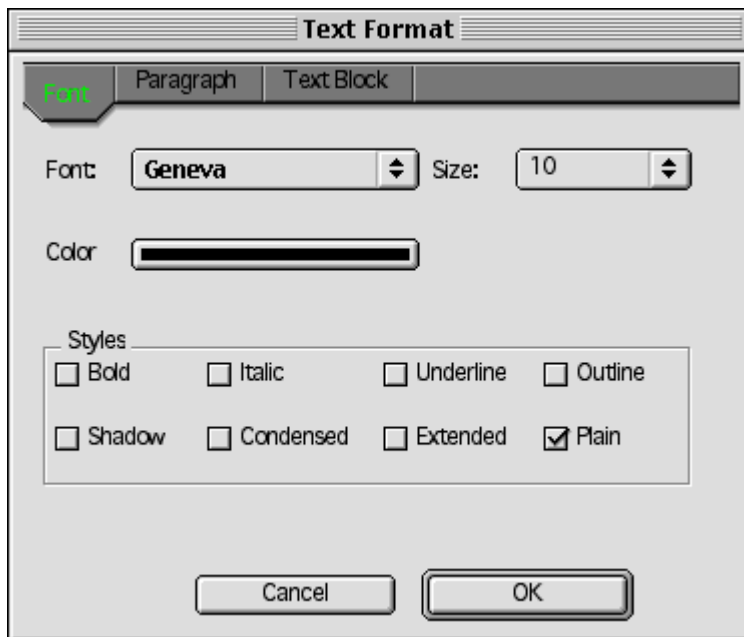 Text Format
Font Paragraph Text Block
Font: Geneva Size: 10
Color
Styles
Bold Italic Underline Outline
Shadow Condensed Extended Plain
Cancel OK